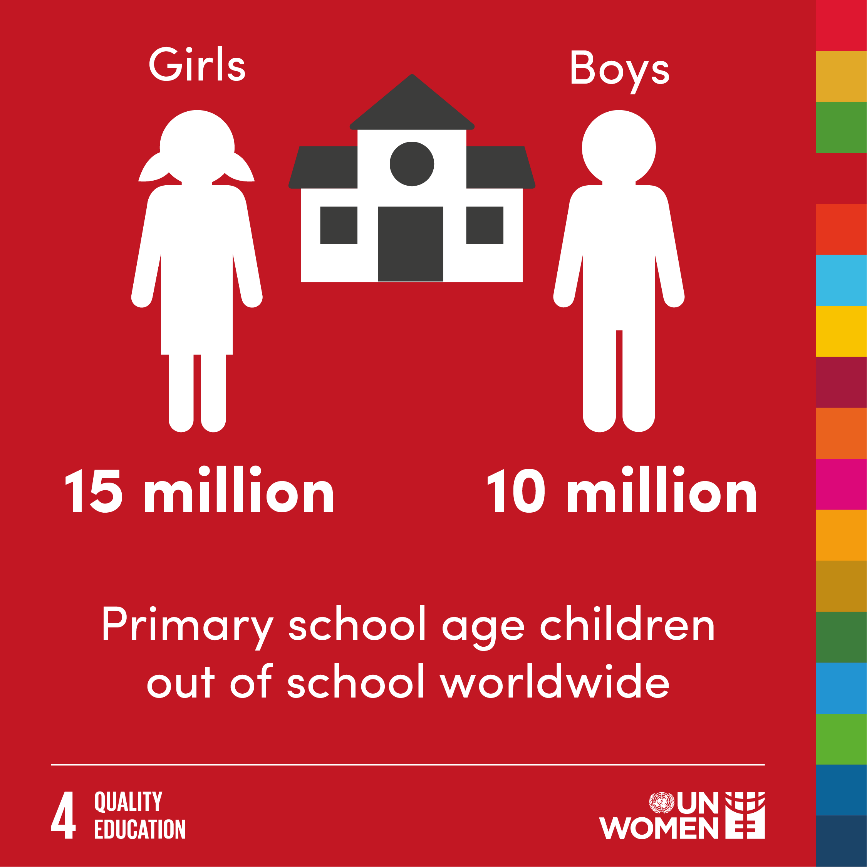 Girls
Boys
15 million
10 million
Primary school age children
out of school worldwide
4 QUALITY
EDUCATION
UN
WOMEN